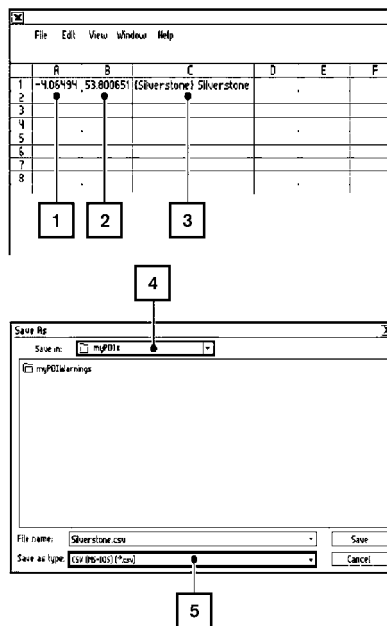 File Edit View Window Help
A B C D E F
1 -4.06494 53.800651 (Silverstone) Silverstone
2
3
4
5
6
7
8
1 2 3
4
Save As
Save in: myPOIs
myPOIWarnings
File name: Silverstone.csv Save
Save as type: CSV (MS-DOS) (*.csv) Cancel
5